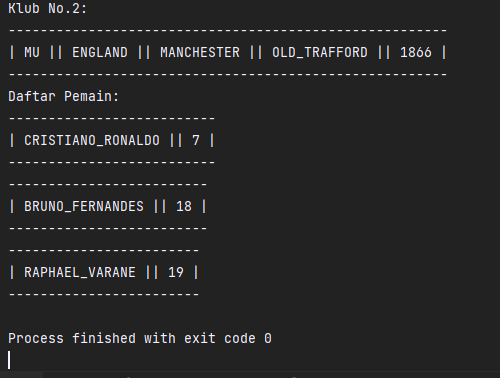 Klub No.2:
-------------------------------------------------------
| MU || ENGLAND || MANCHESTER || OLD_TRAFFORD || 1866 |
-------------------------------------------------------
Daftar Pemain:
--------------------------
| CRISTIANO_RONALDO || 7 |
--------------------------
-------------------------
| BRUNO_FERNANDES || 18 |
-------------------------
------------------------
| RAPHAEL_VARANE || 19 |
------------------------
Process finished with exit code 0